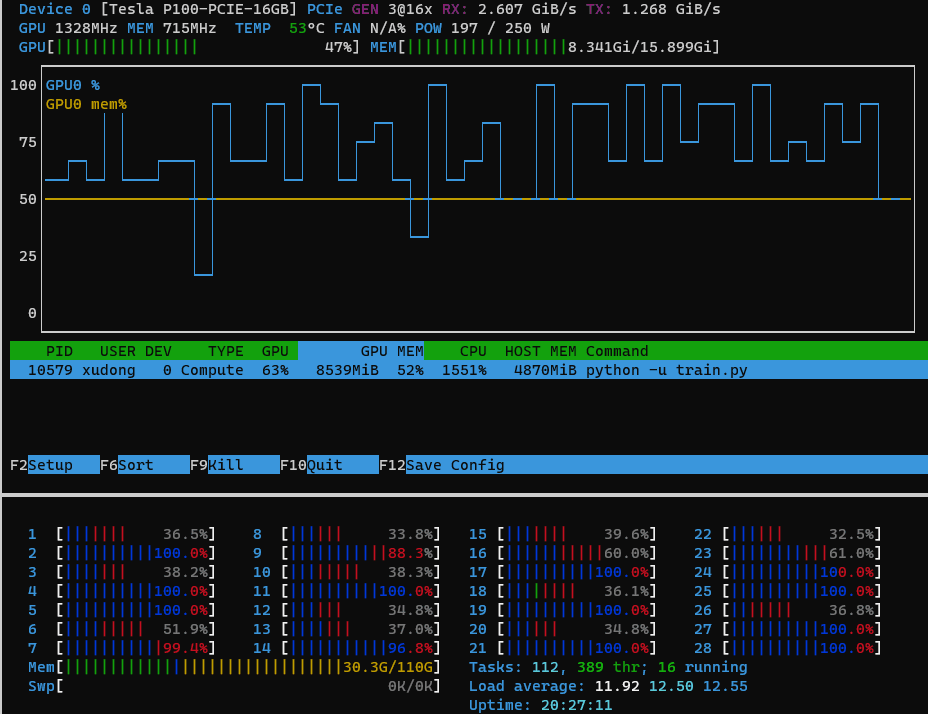 Device 0 [Tesla P100-PCIE-16GB] PCIe GEN 3@16x RX: 2.607 GiB/s TX: 1.268 GiB/s
GPU 1328MHz MEM 715MHz TEMP 53°C FAN N/A% POW 197 / 250 W
GPU[||||||||||||||||47%] MEM[||||||||||||||||||8.341Gi/15.899Gi]
100 GPU0 %
GPU0 mem%
75
50
25
0
PID USER DEV TYPE GPU GPU MEM CPU HOST MEM Command
10579 xudong 0 Compute 63% 8539MiB 52% 1551% 4870MiB python -u train.py
F2Setup F6Sort F9Kill F10Quit F12Save Config
1 [||||||| 36.5%] 8 [|||||| 33.8%] 15 [||||||| 39.6%] 22 [|||||| 32.5%]
2 [||||||||||100.0%] 9 [|||||||||||88.3%] 16 [|||||||||||60.0%] 23 [|||||||||||61.0%]
3 [||||||| 38.2%] 10 [|||||||| 38.3%] 17 [||||||||||100.0%] 24 [||||||||||100.0%]
4 [||||||||||100.0%] 11 [||||||||||100.0%] 18 [|||||||| 36.1%] 25 [||||||||||100.0%]
5 [||||||||||100.0%] 12 [|||||| 34.8%] 19 [||||||||||100.0%] 26 [||||||| 36.8%]
6 [||||||||| 51.9%] 13 [||||||| 37.0%] 20 [|||||| 34.8%] 27 [||||||||||100.0%]
7 [|||||||||||99.4%] 14 [|||||||||||96.8%] 21 [||||||||||100.0%] 28 [||||||||||100.0%]
Mem[|||||||||||||||||||||||||||||||30.3G/110G] Tasks: 112, 389 thr; 16 running
Swp[ 0K/0K] Load average: 11.92 12.50 12.55
Uptime: 20:27:11